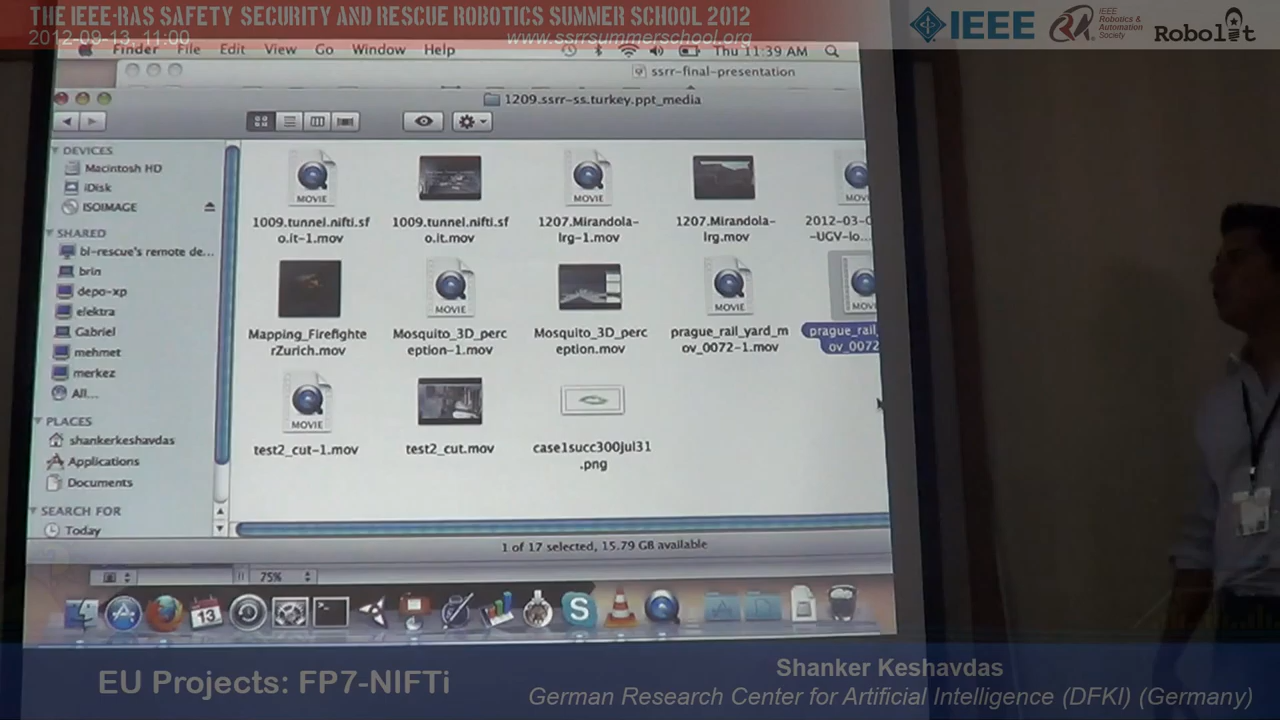 THE IEEE-RAS SAFETY SECURITY AND RESCUE ROBOTICS SUMMER SCHOOL 2012
2012-09-13, 11:00
www.ssrrsummerschool.org
IEEE
IEEE
Robotics &
Automation
Society
Finder File Edit View Go Window Help
Thu 11:39 AM
ssrr-final-presentation
1209.ssrr-ss.turkey.ppt_media
DEVICES
Macintosh HD
iDisk
ISOIMAGE
SHARED
bl-rescue's remote de...
brin
depo-xp
elektra
Gabriel
mehmet
merkez
All...
PLACES
shankerkeshavdas
Applications
Documents
SEARCH FOR
Today
MOVIE
1009.tunnel.nifti.sf
o.it-1.mov
1009.tunnel.nifti.sf
o.it.mov
MOVIE
1207.Mirandola-
lrg-1.mov
1207.Mirandola-
lrg.mov
MOV
-UGV-lo...
Mapping_Firefighte
rZurich.mov
MOVIE
Mosquito_3D_perc
eption-1.mov
Mosquito_3D_perc
eption.mov
MOVIE
prague_rail_yard_m
ov_0072-1.mov
MOV
prague_rail_
ov_0072
MOVIE
test2_cut-1.mov
test2_cut.mov
case1succ300jul31
.png
1 of 17 selected, 15.79 GB available
75%
13
EU Projects: FP7-NIFTi
Shanker Keshavdas
German Research Center for Artificial Intelligence (DFKI) (Germany)